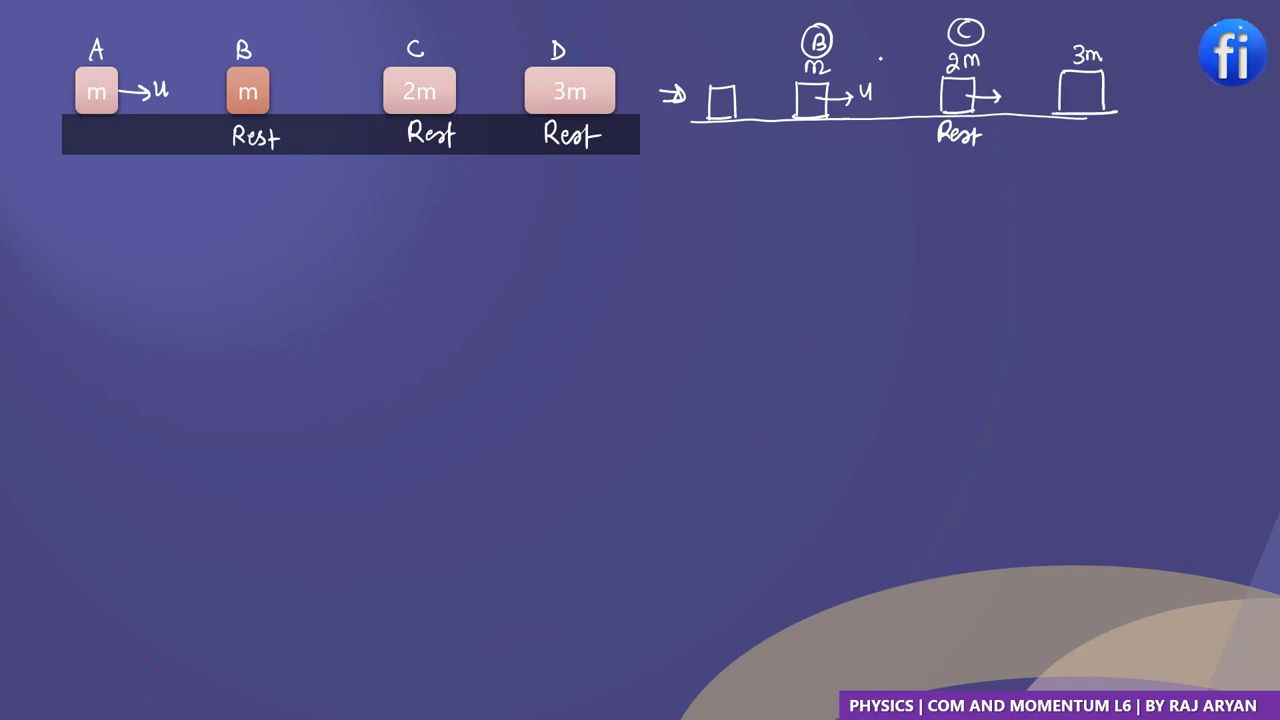 A B C D
m → u m 2m 3m
Rest Rest Rest
⇒ B C
m 2m 3m
→ u →
Rest
fi
PHYSICS | COM AND MOMENTUM L6 | BY RAJ ARYAN